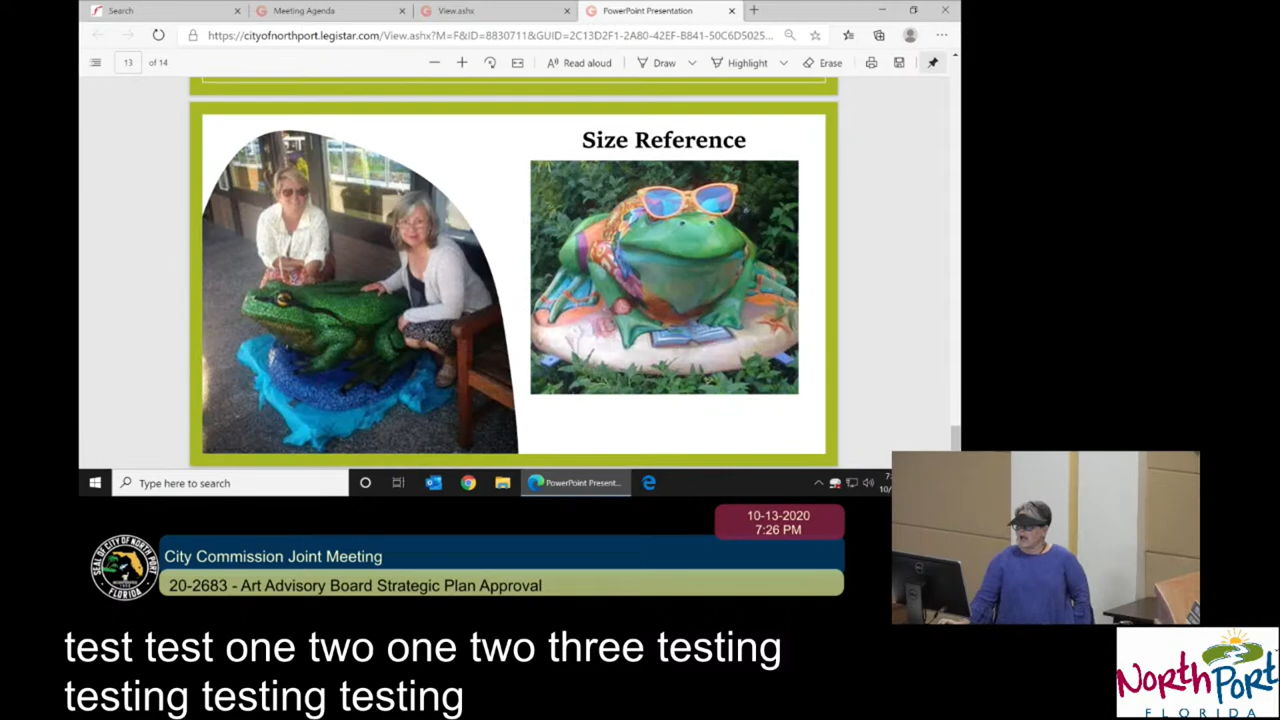 Search
Meeting Agenda
View.ashx
PowerPoint Presentation
https://cityofnorthport.legistar.com/View.ashx?M=F&ID=8830711&GUID=2C13D2F1-2A80-42EF-B841-50C6D5025...
13 of 14
Read aloud
Draw
Highlight
Erase
Size Reference
Type here to search
PowerPoint Present...
10-13-2020
7:26 PM
City Commission Joint Meeting
20-2683 - Art Advisory Board Strategic Plan Approval
test test one two one two three testing
testing testing testing
North Port
FLORIDA